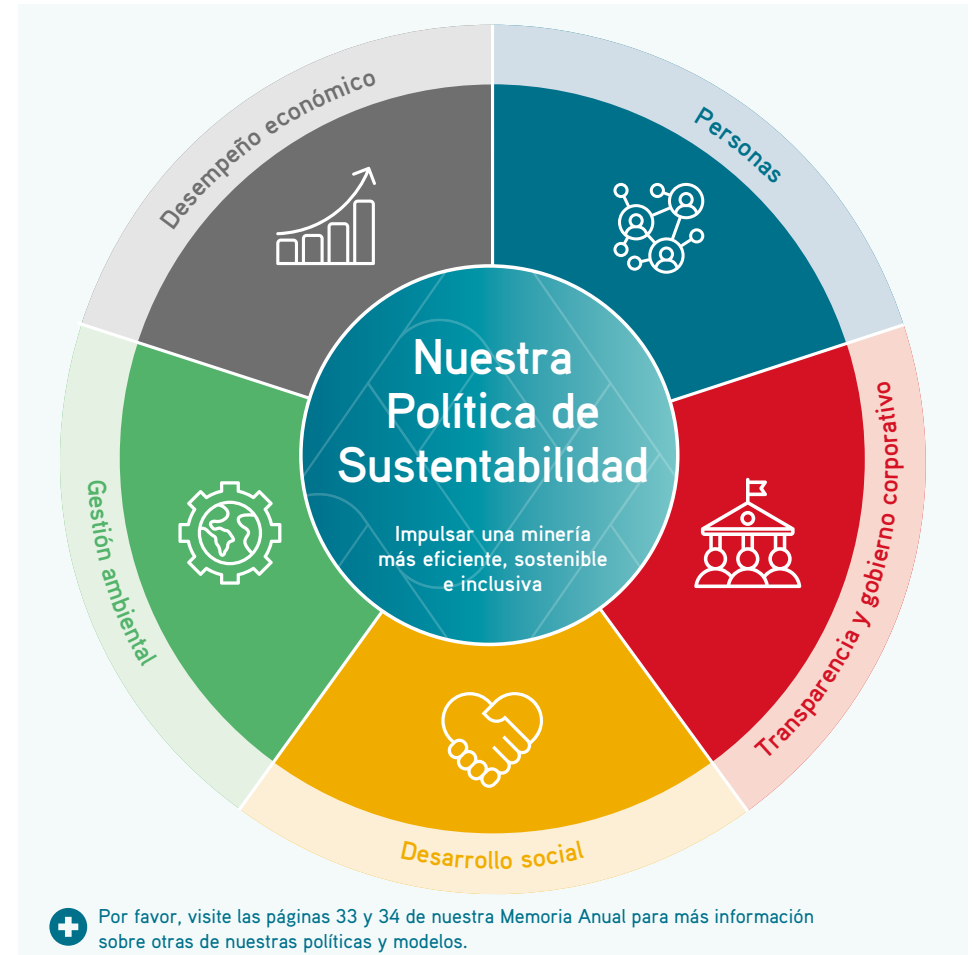 Desempeño económico
Personas
Nuestra
Política de
Sustentabilidad
Impulsar una minería
más eficiente, sostenible
e inclusiva
Gestión ambiental
Transparencia y gobierno corporativo
Desarrollo social
Por favor, visite las páginas 33 y 34 de nuestra Memoria Anual para más información
sobre otras de nuestras políticas y modelos.